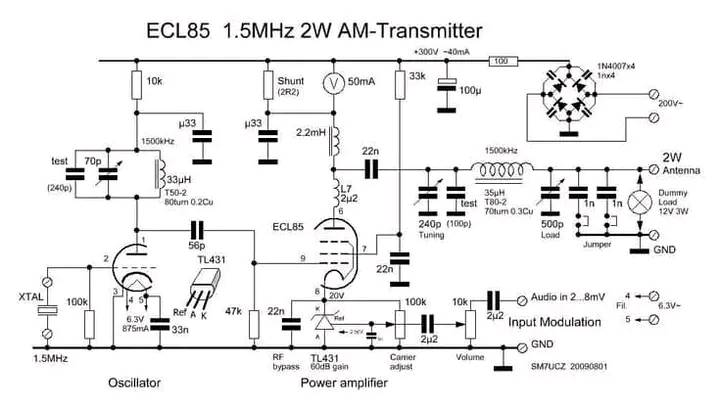 ECL85 1.5MHz 2W AM-Transmitter
+300V ~40mA
10k
Shunt
(2R2)
50mA
33k
100
1N4007x4
1nx4
100µ
200V~
µ33
µ33
2.2mH
1500kHz
22n
1500kHz
2W
Antenna
test
70p
(240p)
33µH
T50-2
80turn 0.2Cu
L7
2µ2
35µH
T80-2
70turn 0.3Cu
240p
Tuning
test
(100p)
500p
Load
1n
1n
Jumper
Dummy
Load
12V 3W
GND
ECL85
6
7
9
8
20V
56p
1
2
3
4
5
TL431
Ref
A
K
22n
XTAL
100k
6.3V
875mA
33n
47k
22n
K
Ref
A
100k
10k
2µ2
Audio in 2...8mV
4
Fil.
6.3V~
5
2µ2
Input Modulation
GND
1.5MHz
RF
bypass
TL431
60dB gain
Carrier
adjust
Volume
SM7UCZ 20090801
Oscillator
Power amplifier